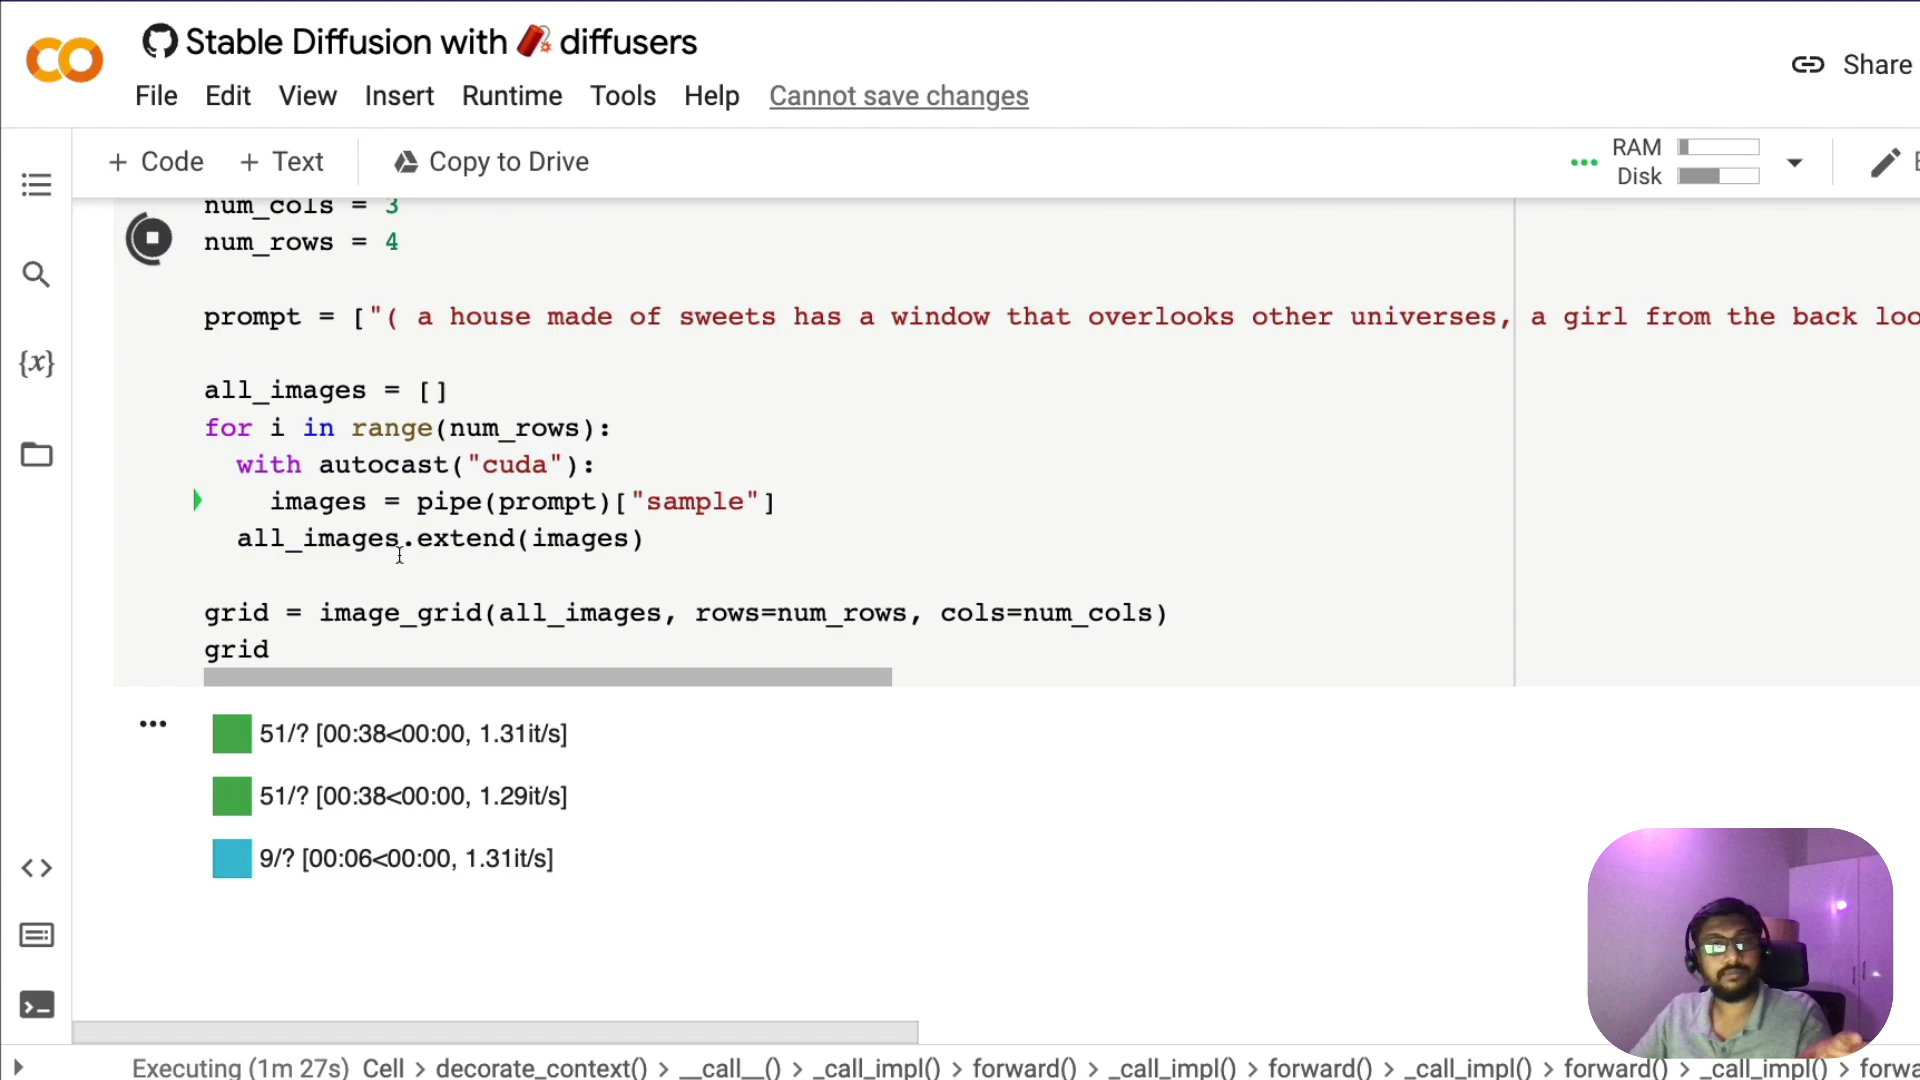 Stable Diffusion with 🧨 diffusers
Share
File Edit View Insert Runtime Tools Help Cannot save changes
+ Code + Text Copy to Drive
RAM
Disk
num_cols = 3
num_rows = 4
prompt = ["( a house made of sweets has a window that overlooks other universes, a girl from the back loo
all_images = []
for i in range(num_rows):
with autocast("cuda"):
images = pipe(prompt)["sample"]
all_images.extend(images)
grid = image_grid(all_images, rows=num_rows, cols=num_cols)
grid
51/? [00:38<00:00, 1.31it/s]
51/? [00:38<00:00, 1.29it/s]
9/? [00:06<00:00, 1.31it/s]
Executing (1m 27s) Cell > decorate_context() > __call__() > _call_impl() > forward() > _call_impl() > forward() > _call_impl() > forward() > _call_impl() > forwa